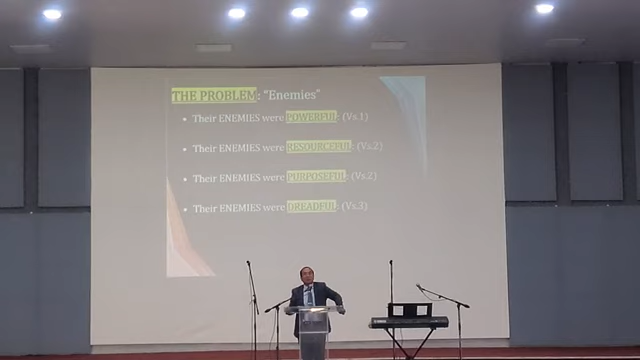 THE PROBLEM: "Enemies"
• Their ENEMIES were POWERFUL: (Vs.1)
• Their ENEMIES were RESOURCEFUL: (Vs.2)
• Their ENEMIES were PURPOSEFUL: (Vs.2)
• Their ENEMIES were DREADFUL: (Vs.3)